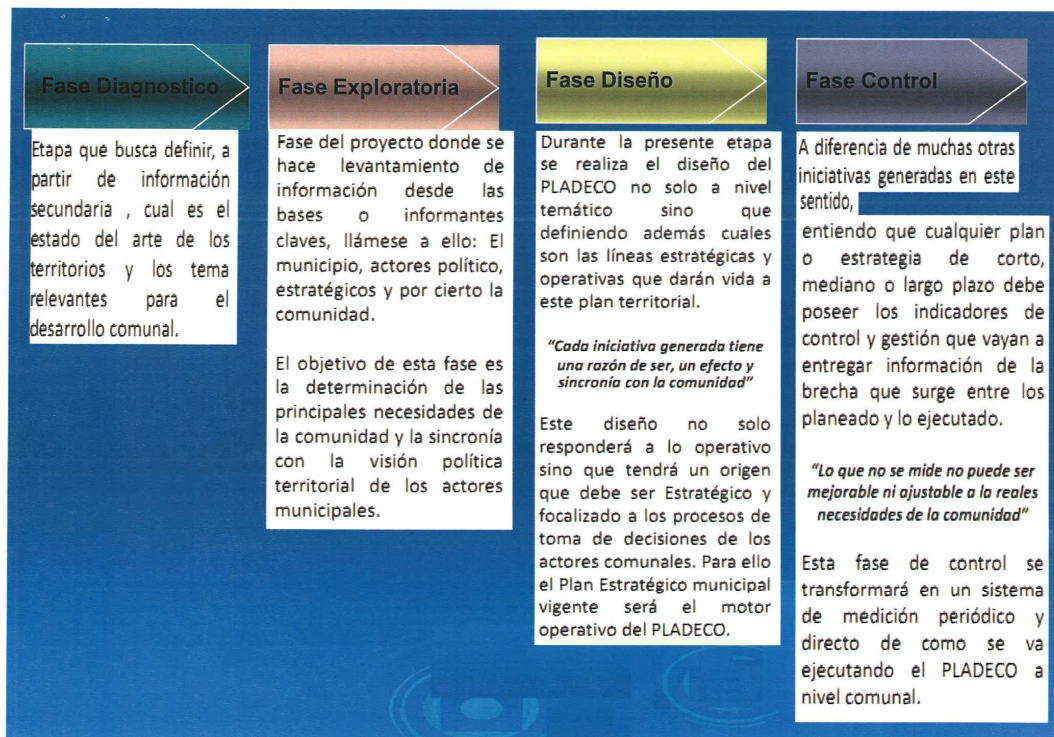 Fase Diagnostico
Etapa que busca definir, a
partir de información
secundaria , cual es el
estado del arte de los
territorios y los tema
relevantes para el
desarrollo comunal.
Fase Exploratoria
Fase del proyecto donde se
hace levantamiento de
información desde las
bases o informantes
claves, llámese a ello: El
municipio, actores político,
estratégicos y por cierto la
comunidad.
El objetivo de esta fase es
la determinación de las
principales necesidades de
la comunidad y la sincronía
con la visión política
territorial de los actores
municipales.
Fase Diseño
Durante la presente etapa
se realiza el diseño del
PLADECO no solo a nivel
temático sino que
definiendo además cuales
son las líneas estratégicas y
operativas que darán vida a
este plan territorial.
“Cada iniciativa generada tiene
una razón de ser, un efecto y
sincronía con la comunidad”
Este diseño no solo
responderá a lo operativo
sino que tendrá un origen
que debe ser Estratégico y
focalizado a los procesos de
toma de decisiones de los
actores comunales. Para ello
el Plan Estratégico municipal
vigente será el motor
operativo del PLADECO.
Fase Control
A diferencia de muchas otras
iniciativas generadas en este
sentido,
entiendo que cualquier plan
o estrategia de corto,
mediano o largo plazo debe
poseer los indicadores de
control y gestión que vayan a
entregar información de la
brecha que surge entre los
planeado y lo ejecutado.
“Lo que no se mide no puede ser
mejorable ni ajustable a la reales
necesidades de la comunidad”
Esta fase de control se
transformará en un sistema
de medición periódico y
directo de como se va
ejecutando el PLADECO a
nivel comunal.